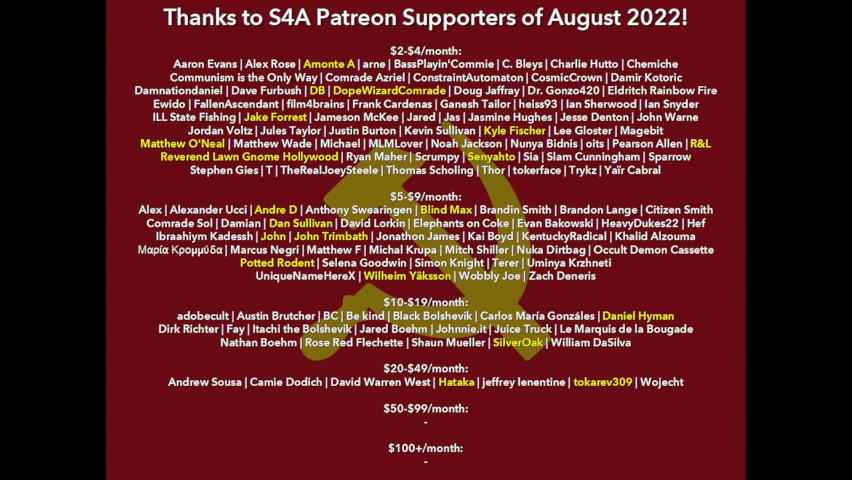 Thanks to S4A Patreon Supporters of August 2022!
$2-$4/month:
Aaron Evans | Alex Rose | Amonte A | arne | BassPlayin'Commie | C. Bleys | Charlie Hutto | Chemiche
Communism is the Only Way | Comrade Azriel | ConstraintAutomaton | CosmicCrown | Damir Kotoric
Damnationdaniel | Dave Furbush | DB | DopeWizardComrade | Doug Jaffray | Dr. Gonzo420 | Eldritch Rainbow Fire
Ewido | FallenAscendant | film4brains | Frank Cardenas | Ganesh Tailor | heiss93 | Ian Sherwood | Ian Snyder
ILL State Fishing | Jake Forrest | Jameson McKee | Jared | Jas | Jasmine Hughes | Jesse Denton | John Warne
Jordan Voltz | Jules Taylor | Justin Burton | Kevin Sullivan | Kyle Fischer | Lee Gloster | Magebit
Matthew O'Neal | Matthew Wade | Michael | MLMLover | Noah Jackson | Nunya Bidnis | oits | Pearson Allen | R&L
Reverend Lawn Gnome Hollywood | Ryan Maher | Scrumpy | Senyahto | Sia | Slam Cunningham | Sparrow
Stephen Gies | T | TheRealJoeySteele | Thomas Scholing | Thor | tokerface | Trykz | Yaïr Cabral
$5-$9/month:
Alex | Alexander Ucci | Andre D | Anthony Swearingen | Blind Max | Brandin Smith | Brandon Lange | Citizen Smith
Comrade Sol | Damian | Dan Sullivan | David Lorkin | Elephants on Coke | Evan Bakowski | HeavyDukes22 | Hef
Ibraahiym Kadessh | John | John Trimbath | Jonathon James | Kai Boyd | KentuckyRadical | Khalid Alzouma
Μαρία Κρομμύδα | Marcus Negri | Matthew F | Michal Krupa | Mitch Shiller | Nuka Dirtbag | Occult Demon Cassette
Potted Rodent | Selena Goodwin | Simon Knight | Terer | Uminya Krzhneti
UniqueNameHereX | Wilheim Yâksson | Wobbly Joe | Zach Deneris
$10-$19/month:
adobecult | Austin Brutcher | BC | Be kind | Black Bolshevik | Carlos María Gonzáles | Daniel Hyman
Dirk Richter | Fay | Itachi the Bolshevik | Jared Boehm | Johnnie.it | Juice Truck | Le Marquis de la Bougade
Nathan Boehm | Rose Red Flechette | Shaun Mueller | SilverOak | William DaSilva
$20-$49/month:
Andrew Sousa | Camie Dodich | David Warren West | Hataka | jeffrey lenentine | tokarev309 | Wojecht
$50-$99/month:
-
$100+/month:
-